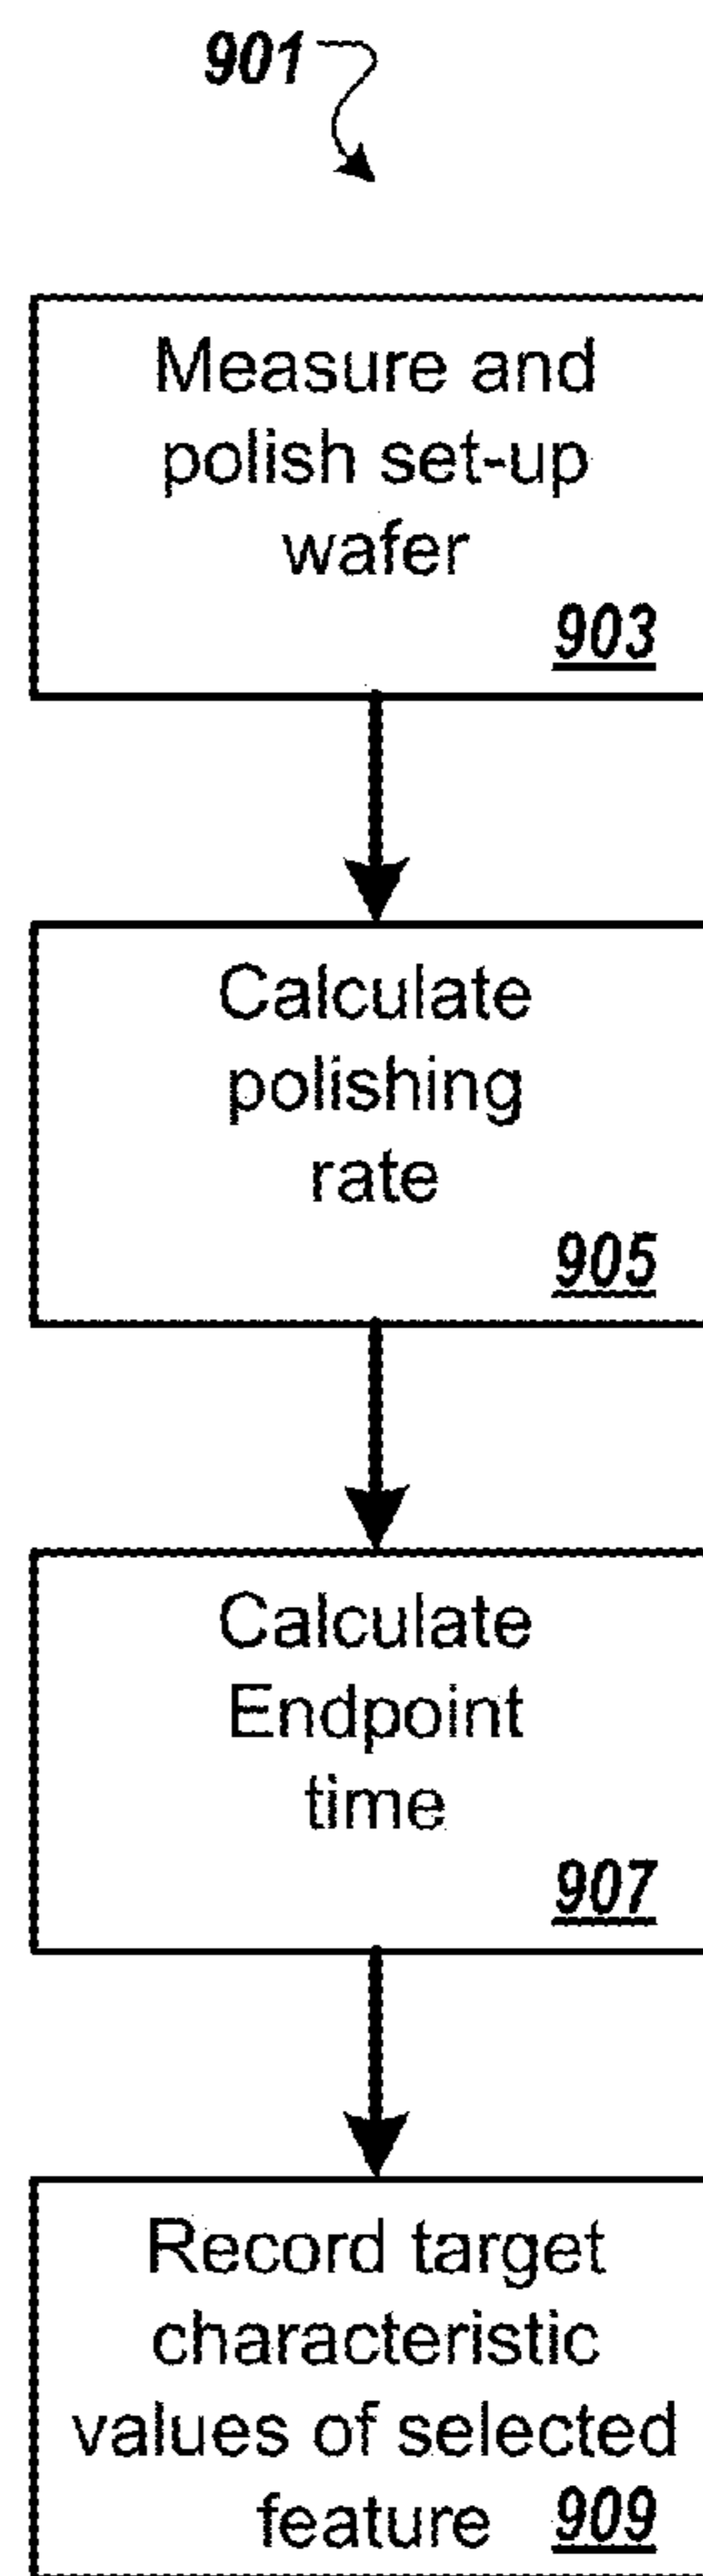 901
Measure and
polish set-up
wafer
903
Calculate
polishing
rate
905
Calculate
Endpoint
time
907
Record target
characteristic
values of selected
feature 909